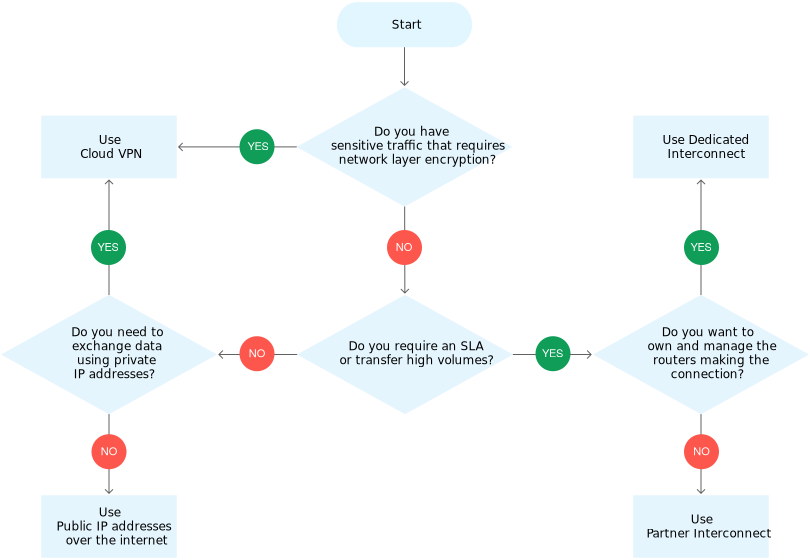 Start
Do you have
sensitive traffic that requires
network layer encryption?
YES
Use
Cloud VPN
Use Dedicated
Interconnect
YES
NO
YES
Do you need to
exchange data
using private
IP addresses?
NO
Do you require an SLA
or transfer high volumes?
YES
Do you want to
own and manage the
routers making the
connection?
NO
NO
Use
Public IP addresses
over the internet
Use
Partner Interconnect